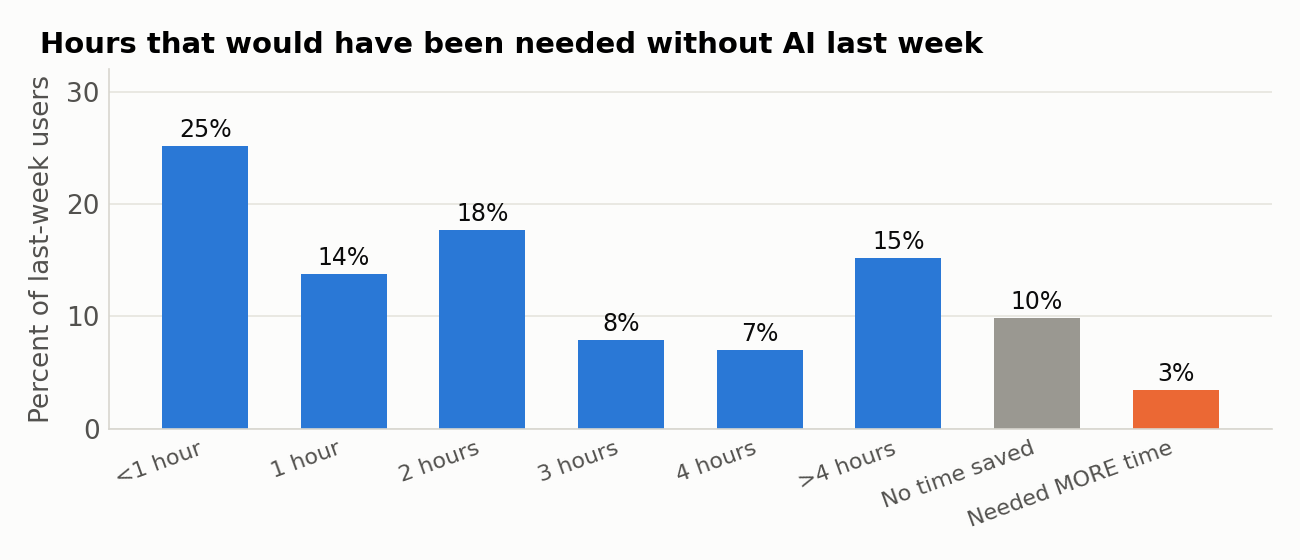 Hours that would have been needed without AI last week
Percent of last-week users
30
20
10
0
25%
14%
18%
8%
7%
15%
10%
3%
<1 hour
1 hour
2 hours
3 hours
4 hours
>4 hours
No time saved
Needed MORE time